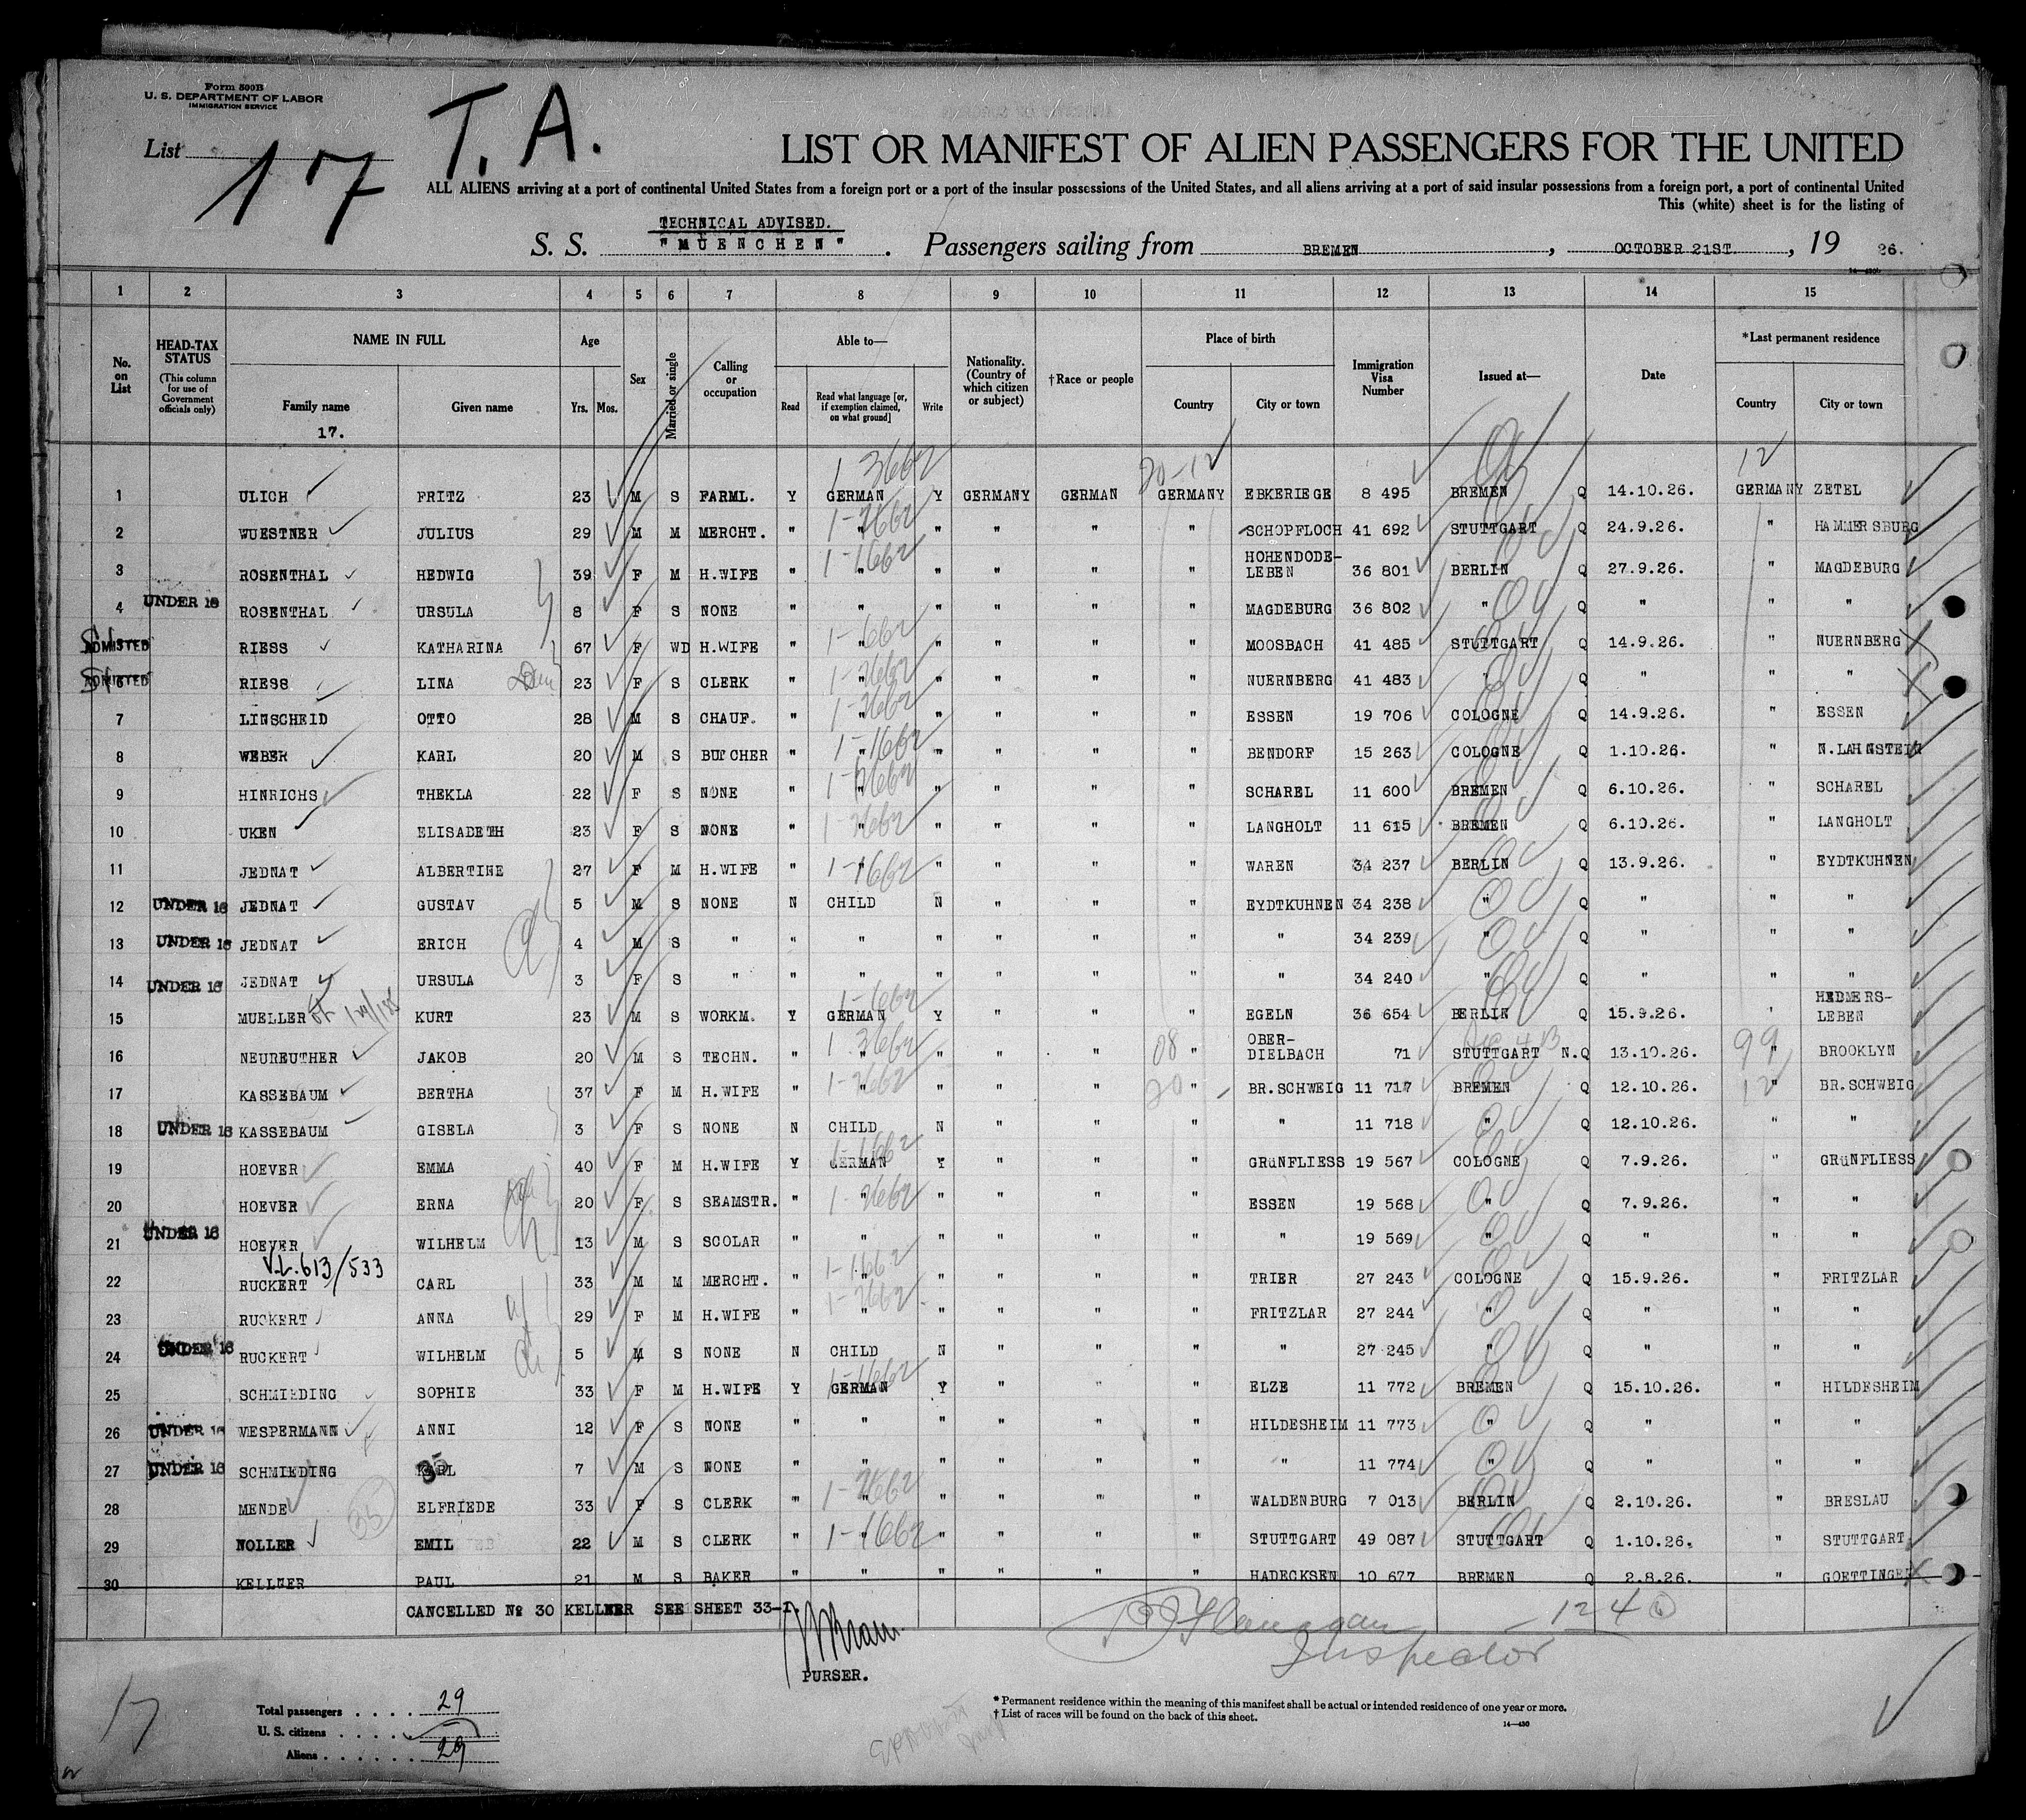 Form 500B
U. S. DEPARTMENT OF LABOR
IMMIGRATION SERVICE
List 17
T. A.
LIST OR MANIFEST OF ALIEN PASSENGERS FOR THE UNITED
ALL ALIENS arriving at a port of continental United States from a foreign port or a port of the insular possessions of the United States, and all aliens arriving at a port of said insular possessions from a foreign port, a port of continental United
This (white) sheet is for the listing of
TECHNICAL ADVISED.
S. S. "MUENCHEN". Passengers sailing from BREMEN, OCTOBER 21ST., 19 26.
1 2 3 4 5 6 7 8 9 10 11 12 13 14 15
No. on List
HEAD-TAX STATUS (This column for use of Government officials only)
NAME IN FULL
Family name
Given name
17.
Age
Yrs. Mos.
Sex
Married or single
Calling or occupation
Able to—
Read
Read what language [or, if exemption claimed, on what ground]
Write
Nationality. (Country of which citizen or subject)
†Race or people
Place of birth
Country
City or town
Immigration Visa Number
Issued at—
Date
*Last permanent residence
Country
City or town
1-3662 20-12 12
1 ULICH FRITZ 23 M S FARML. Y GERMAN Y GERMANY GERMAN GERMANY EBKERIEGE 8 495 BREMEN Q 14.10.26. GERMANY ZETEL
2 WUESTNER JULIUS 29 M M MERCHT. " " " " " " SCHOPFLOCH 41 692 STUTTGART Q 24.9.26. " HAMMERSBURG
3 ROSENTHAL HEDWIG 39 F M H.WIFE " " " " " " HOHENDODE-LEBEN 36 801 BERLIN Q 27.9.26. " MAGDEBURG
4 UNDER 16 ROSENTHAL URSULA 8 F S NONE " " " " " " MAGDEBURG 36 802 " Q " " "
ADMITTED RIESS KATHARINA 67 F WD H.WIFE " " " " " " MOOSBACH 41 485 STUTTGART Q 14.9.26. " NUERNBERG
6 ADMITTED RIESS LINA 23 F S CLERK " " " " " " NUERNBERG 41 483 " Q " " "
7 LINSCHEID OTTO 28 M S CHAUF. " " " " " " ESSEN 19 706 COLOGNE Q 14.9.26. " ESSEN
8 WEBER KARL 20 M S BUTCHER " " " " " " BENDORF 15 263 COLOGNE Q 1.10.26. " N.LAHNSTEIN
9 HINRICHS THEKLA 22 F S NONE " " " " " " SCHAREL 11 600 BREMEN Q 6.10.26. " SCHAREL
10 UKEN ELISABETH 23 F S NONE " " " " " " LANGHOLT 11 615 BREMEN Q 6.10.26. " LANGHOLT
11 JEDNAT ALBERTINE 27 F M H.WIFE " " " " " " WAREN 34 237 BERLIN Q 13.9.26. " EYDTKUHNEN
12 UNDER 16 JEDNAT GUSTAV 5 M S NONE N CHILD N " " " EYDTKUHNEN 34 238 " Q " " "
13 UNDER 16 JEDNAT ERICH 4 M S " " " " " " " " 34 239 " Q " " "
14 UNDER 16 JEDNAT URSULA 3 F S " " " " " " " " 34 240 " Q " " "
15 MUELLER KURT 23 M S WORKM. Y GERMAN Y " " " EGELN 36 654 BERLIN Q 15.9.26. " HEDMERS-LEBEN
16 NEUREUTHER JAKOB 20 M S TECHN. " " " " " 08 " OBER-DIELBACH 71 STUTTGART N.Q 13.10.26. 99 " BROOKLYN
17 KASSEBAUM BERTHA 37 F M H.WIFE " " " " " 20 " BR.SCHWEIG 11 717 BREMEN Q 12.10.26. 12 " BR.SCHWEIG
18 UNDER 16 KASSEBAUM GISELA 3 F S NONE N CHILD N " " " " 11 718 " Q 12.10.26. " "
19 HOEVER EMMA 40 F M H.WIFE Y GERMAN Y " " " GRüNFLIESS 19 567 COLOGNE Q 7.9.26. " GRüNFLIESS
20 HOEVER ERNA 20 F S SEAMSTR. " " " " " " ESSEN 19 568 " Q 7.9.26. " "
21 UNDER 16 HOEVER WILHELM 13 M S SCOLAR " " " " " " " 19 569 " Q " " "
V.L. 613/533
22 RUCKERT CARL 33 M M MERCHT. " " " " " " TRIER 27 243 COLOGNE Q 15.9.26. " FRITZLAR
23 RUCKERT ANNA 29 F M H.WIFE " " " " " " FRITZLAR 27 244 " Q " " "
24 UNDER 16 RUCKERT WILHELM 5 M S NONE N CHILD N " " " " 27 245 " Q " " "
25 SCHMIEDING SOPHIE 33 F M H.WIFE Y GERMAN Y " " " ELZE 11 772 BREMEN Q 15.10.26. " HILDESHEIM
26 UNDER 16 WESPERMANN ANNI 12 F S NONE " " " " " " HILDESHEIM 11 773 " Q " " "
27 UNDER 16 SCHMIEDING KARL 7 M S NONE " " " " " " " 11 774 " Q " " "
28 MENDE ELFRIEDE 33 F S CLERK " " " " " " WALDENBURG 7 013 BERLIN Q 2.10.26. " BRESLAU
29 NOLLER EMIL 22 M S CLERK " " " " " " STUTTGART 49 087 STUTTGART Q 1.10.26. " STUTTGART
30 KELLNER PAUL 21 M S BAKER " " " " " " HADECKSEN 10 677 BREMEN Q 2.8.26. " GOETTINGEN
CANCELLED No 30 KELLNER SEE SHEET 33-I.
124
Flanagan
Inspector
PURSER.
17
Total passengers . . . . 29
U. S. citizens . . . .
Aliens . . . . . . 29
* Permanent residence within the meaning of this manifest shall be actual or intended residence of one year or more.
† List of races will be found on the back of this sheet.
14—430